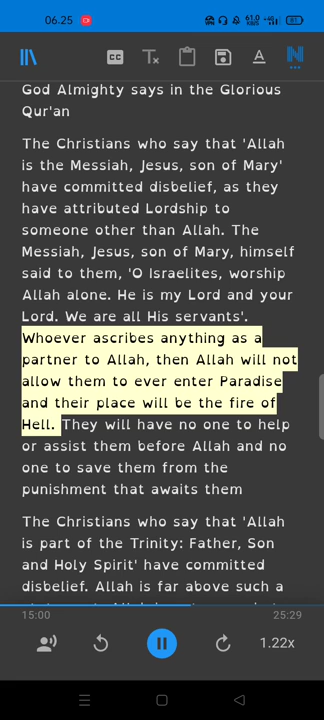 06.25
61.0 KB/S
4G
61
CC
God Almighty says in the Glorious
Qur'an
The Christians who say that 'Allah
is the Messiah, Jesus, son of Mary'
have committed disbelief, as they
have attributed Lordship to
someone other than Allah. The
Messiah, Jesus, son of Mary, himself
said to them, 'O Israelites, worship
Allah alone. He is my Lord and your
Lord. We are all His servants'.
Whoever ascribes anything as a
partner to Allah, then Allah will not
allow them to ever enter Paradise
and their place will be the fire of
Hell. They will have no one to help
or assist them before Allah and no
one to save them from the
punishment that awaits them
The Christians who say that 'Allah
is part of the Trinity: Father, Son
and Holy Spirit' have committed
disbelief. Allah is far above such a
15:00
25:29
1.22x